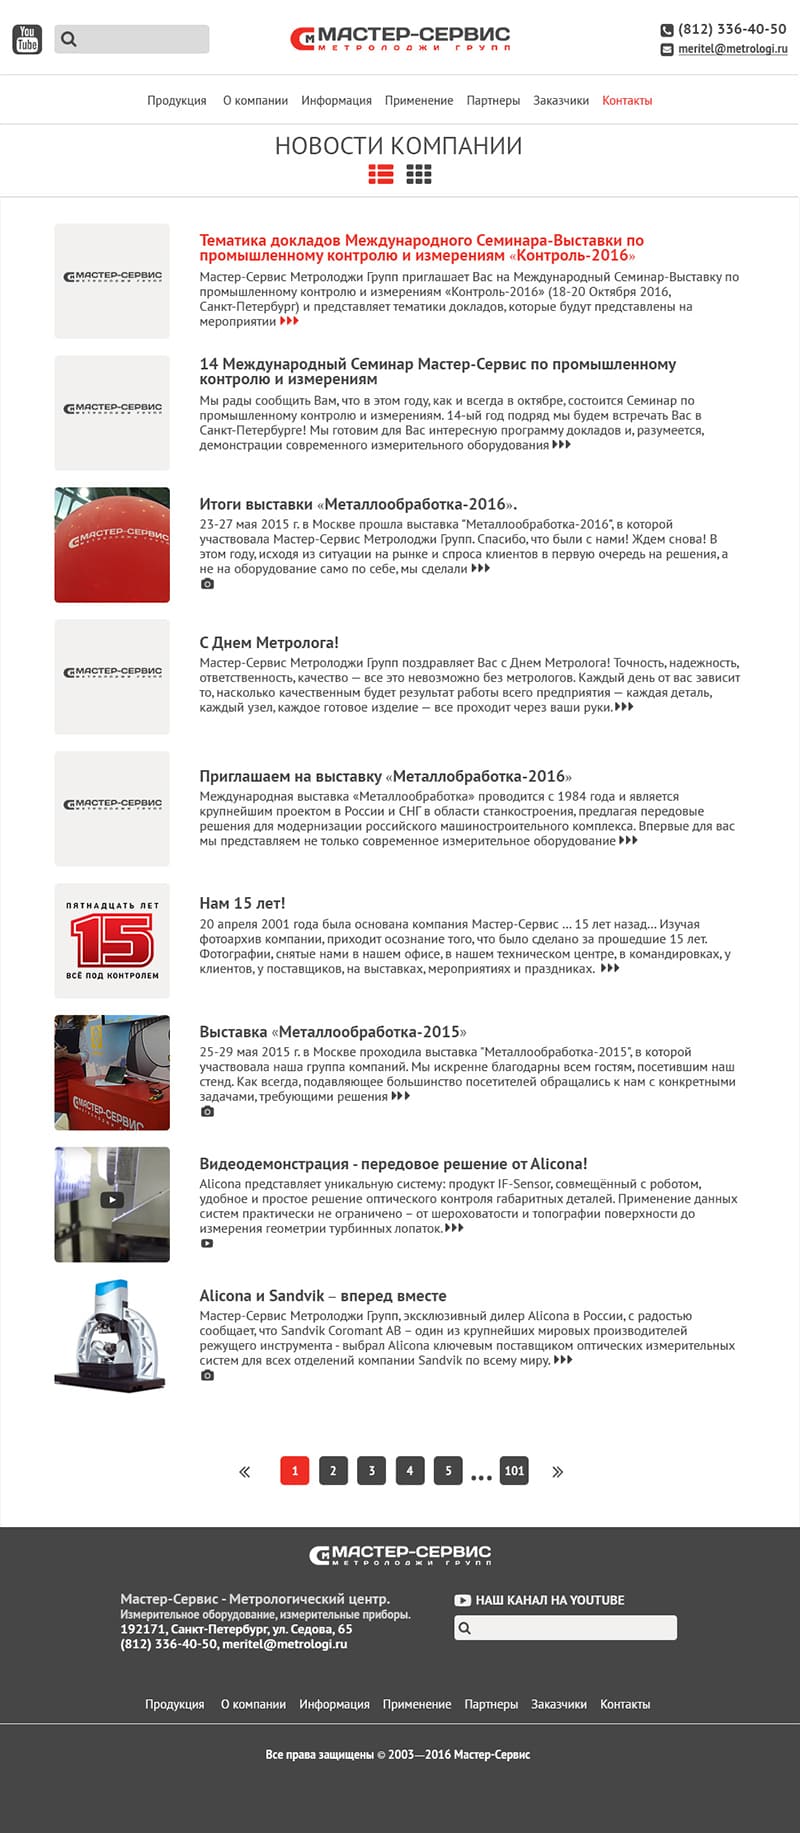 You
Tube
МАСТЕР-СЕРВИС
МЕТРОЛОДЖИ ГРУПП
(812) 336-40-50
meritel@metrologi.ru
Продукция О компании Информация Применение Партнеры Заказчики Контакты
НОВОСТИ КОМПАНИИ
МАСТЕР-СЕРВИС
МЕТРОЛОДЖИ ГРУПП
Тематика докладов Международного Семинара-Выставки по
промышленному контролю и измерениям «Контроль-2016»
Мастер-Сервис Метролоджи Групп приглашает Вас на Международный Семинар-Выставку по
промышленному контролю и измерениям «Контроль-2016» (18-20 Октября 2016,
Санкт-Петербург) и представляет тематики докладов, которые будут представлены на
мероприятии
МАСТЕР-СЕРВИС
МЕТРОЛОДЖИ ГРУПП
14 Международный Семинар Мастер-Сервис по промышленному
контролю и измерениям
Мы рады сообщить Вам, что в этом году, как и всегда в октябре, состоится Семинар по
промышленному контролю и измерениям. 14-ый год подряд мы будем встречать Вас в
Санкт-Петербурге! Мы готовим для Вас интересную программу докладов и, разумеется,
демонстрации современного измерительного оборудования
МАСТЕР-СЕРВИС
МЕТРОЛОДЖИ ГРУПП
Итоги выставки «Металлообработка-2016».
23-27 мая 2015 г. в Москве прошла выставка "Металлообработка-2016", в которой
участвовала Мастер-Сервис Метролоджи Групп. Спасибо, что были с нами! Ждем снова! В
этом году, исходя из ситуации на рынке и спроса клиентов в первую очередь на решения, а
не на оборудование само по себе, мы сделали
МАСТЕР-СЕРВИС
МЕТРОЛОДЖИ ГРУПП
С Днем Метролога!
Мастер-Сервис Метролоджи Групп поздравляет Вас с Днем Метролога! Точность, надежность,
ответственность, качество — все это невозможно без метрологов. Каждый день от вас зависит
то, насколько качественным будет результат работы всего предприятия — каждая деталь,
каждый узел, каждое готовое изделие — все проходит через ваши руки.
МАСТЕР-СЕРВИС
МЕТРОЛОДЖИ ГРУПП
Приглашаем на выставку «Металлобработка-2016»
Международная выставка «Металлообработка» проводится с 1984 года и является
крупнейшим проектом в России и СНГ в области станкостроения, предлагая передовые
решения для модернизации российского машиностроительного комплекса. Впервые для вас
мы представляем не только современное измерительное оборудование
ПЯТНАДЦАТЬ ЛЕТ
15
ВСЁ ПОД КОНТРОЛЕМ
Нам 15 лет!
20 апреля 2001 года была основана компания Мастер-Сервис ... 15 лет назад... Изучая
фотоархив компании, приходит осознание того, что было сделано за прошедшие 15 лет.
Фотографии, снятые нами в нашем офисе, в нашем техническом центре, в командировках, у
клиентов, у поставщиков, на выставках, мероприятиях и праздниках.
МАСТЕР-СЕРВИС
Выставка «Металлообработка-2015»
25-29 мая 2015 г. в Москве проходила выставка "Металлообработка-2015", в которой
участвовала наша группа компаний. Мы искренне благодарны всем гостям, посетившим наш
стенд. Как всегда, подавляющее большинство посетителей обращались к нам с конкретными
задачами, требующими решения
Видеодемонстрация - передовое решение от Alicona!
Alicona представляет уникальную систему: продукт IF-Sensor, совмещённый с роботом,
удобное и простое решение оптического контроля габаритных деталей. Применение данных
систем практически не ограничено – от шероховатости и топографии поверхности до
измерения геометрии турбинных лопаток.
Alicona и Sandvik – вперед вместе
Мастер-Сервис Метролоджи Групп, эксклюзивный дилер Alicona в России, с радостью
сообщает, что Sandvik Coromant AB – один из крупнейших мировых производителей
режущего инструмента - выбрал Alicona ключевым поставщиком оптических измерительных
систем для всех отделений компании Sandvik по всему миру.
« 1 2 3 4 5 ... 101 »
МАСТЕР-СЕРВИС
МЕТРОЛОДЖИ ГРУПП
Мастер-Сервис - Метрологический центр.
Измерительное оборудование, измерительные приборы.
192171, Санкт-Петербург, ул. Седова, 65
(812) 336-40-50, meritel@metrologi.ru
НАШ КАНАЛ НА YOUTUBE
Продукция О компании Информация Применение Партнеры Заказчики Контакты
Все права защищены © 2003—2016 Мастер-Сервис